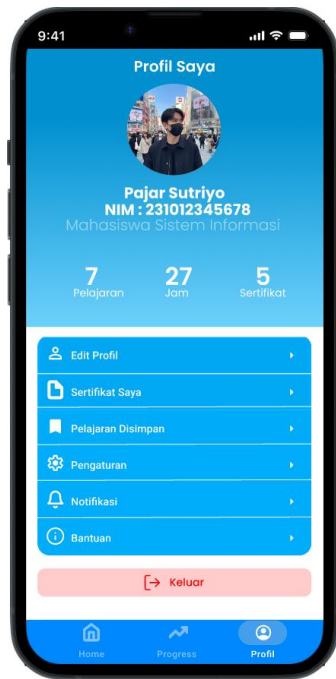 9:41
Profil Saya
Pajar Sutriyo
NIM : 231012345678
Mahasiswa Sistem Informasi
7 27 5
Pelajaran Jam Sertifikat
Edit Profil
Sertifikat Saya
Pelajaran Disimpan
Pengaturan
Notifikasi
Bantuan
Keluar
Home Progress Profil